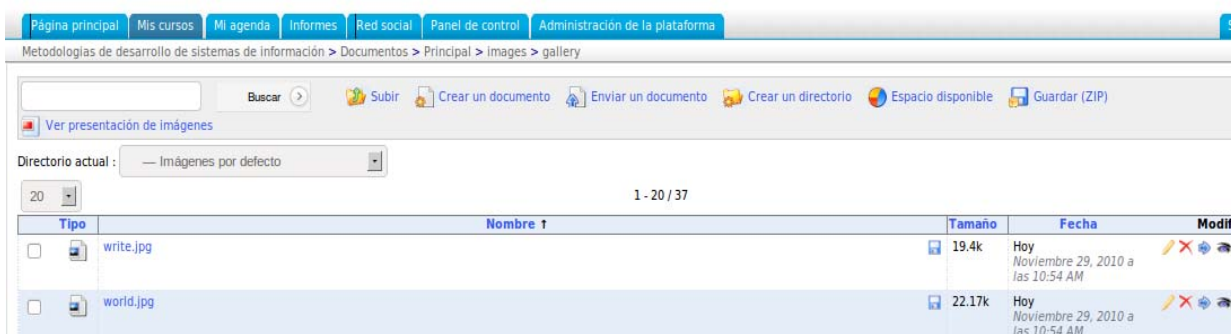 Página principal Mis cursos Mi agenda Informes Red social Panel de control Administración de la plataforma
Metodologias de desarrollo de sistemas de información > Documentos > Principal > images > gallery
Buscar Subir Crear un documento Enviar un documento Crear un directorio Espacio disponible Guardar (ZIP)
Ver presentación de imágenes
Directorio actual : — Imágenes por defecto
20 1 - 20 / 37
Tipo Nombre ↑ Tamaño Fecha Modif
write.jpg 19.4k Hoy
Noviembre 29, 2010 a
las 10:54 AM
world.jpg 22.17k Hoy
Noviembre 29, 2010 a
las 10:54 AM